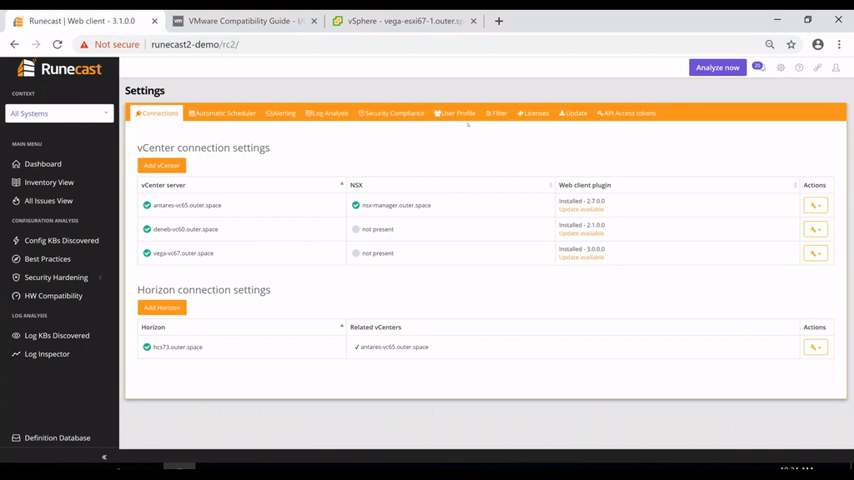 Runecast | Web client - 3.1.0.0
VMware Compatibility Guide - I/
vSphere - vega-esxi67-1.outer.sp
Not secure
runecast2-demo/rc2/
Runecast
Analyze now
20
CONTEXT
All Systems
MAIN MENU
Dashboard
Inventory View
All Issues View
CONFIGURATION ANALYSIS
Config KBs Discovered
Best Practices
Security Hardening
HW Compatibility
LOG ANALYSIS
Log KBs Discovered
Log Inspector
Definition Database
Settings
Connections
Automatic Scheduler
Alerting
Log Analysis
Security Compliance
User Profile
Filter
Licenses
Update
API Access tokens
vCenter connection settings
Add vCenter
vCenter server NSX Web client plugin Actions
antares-vc65.outer.space nsx-manager.outer.space Installed - 2.7.0.0
Update available
deneb-vc60.outer.space not present Installed - 2.1.0.0
Update available
vega-vc67.outer.space not present Installed - 3.0.0.0
Update available
Horizon connection settings
Add Horizon
Horizon Related vCenters Actions
hcs73.outer.space ✓ antares-vc65.outer.space